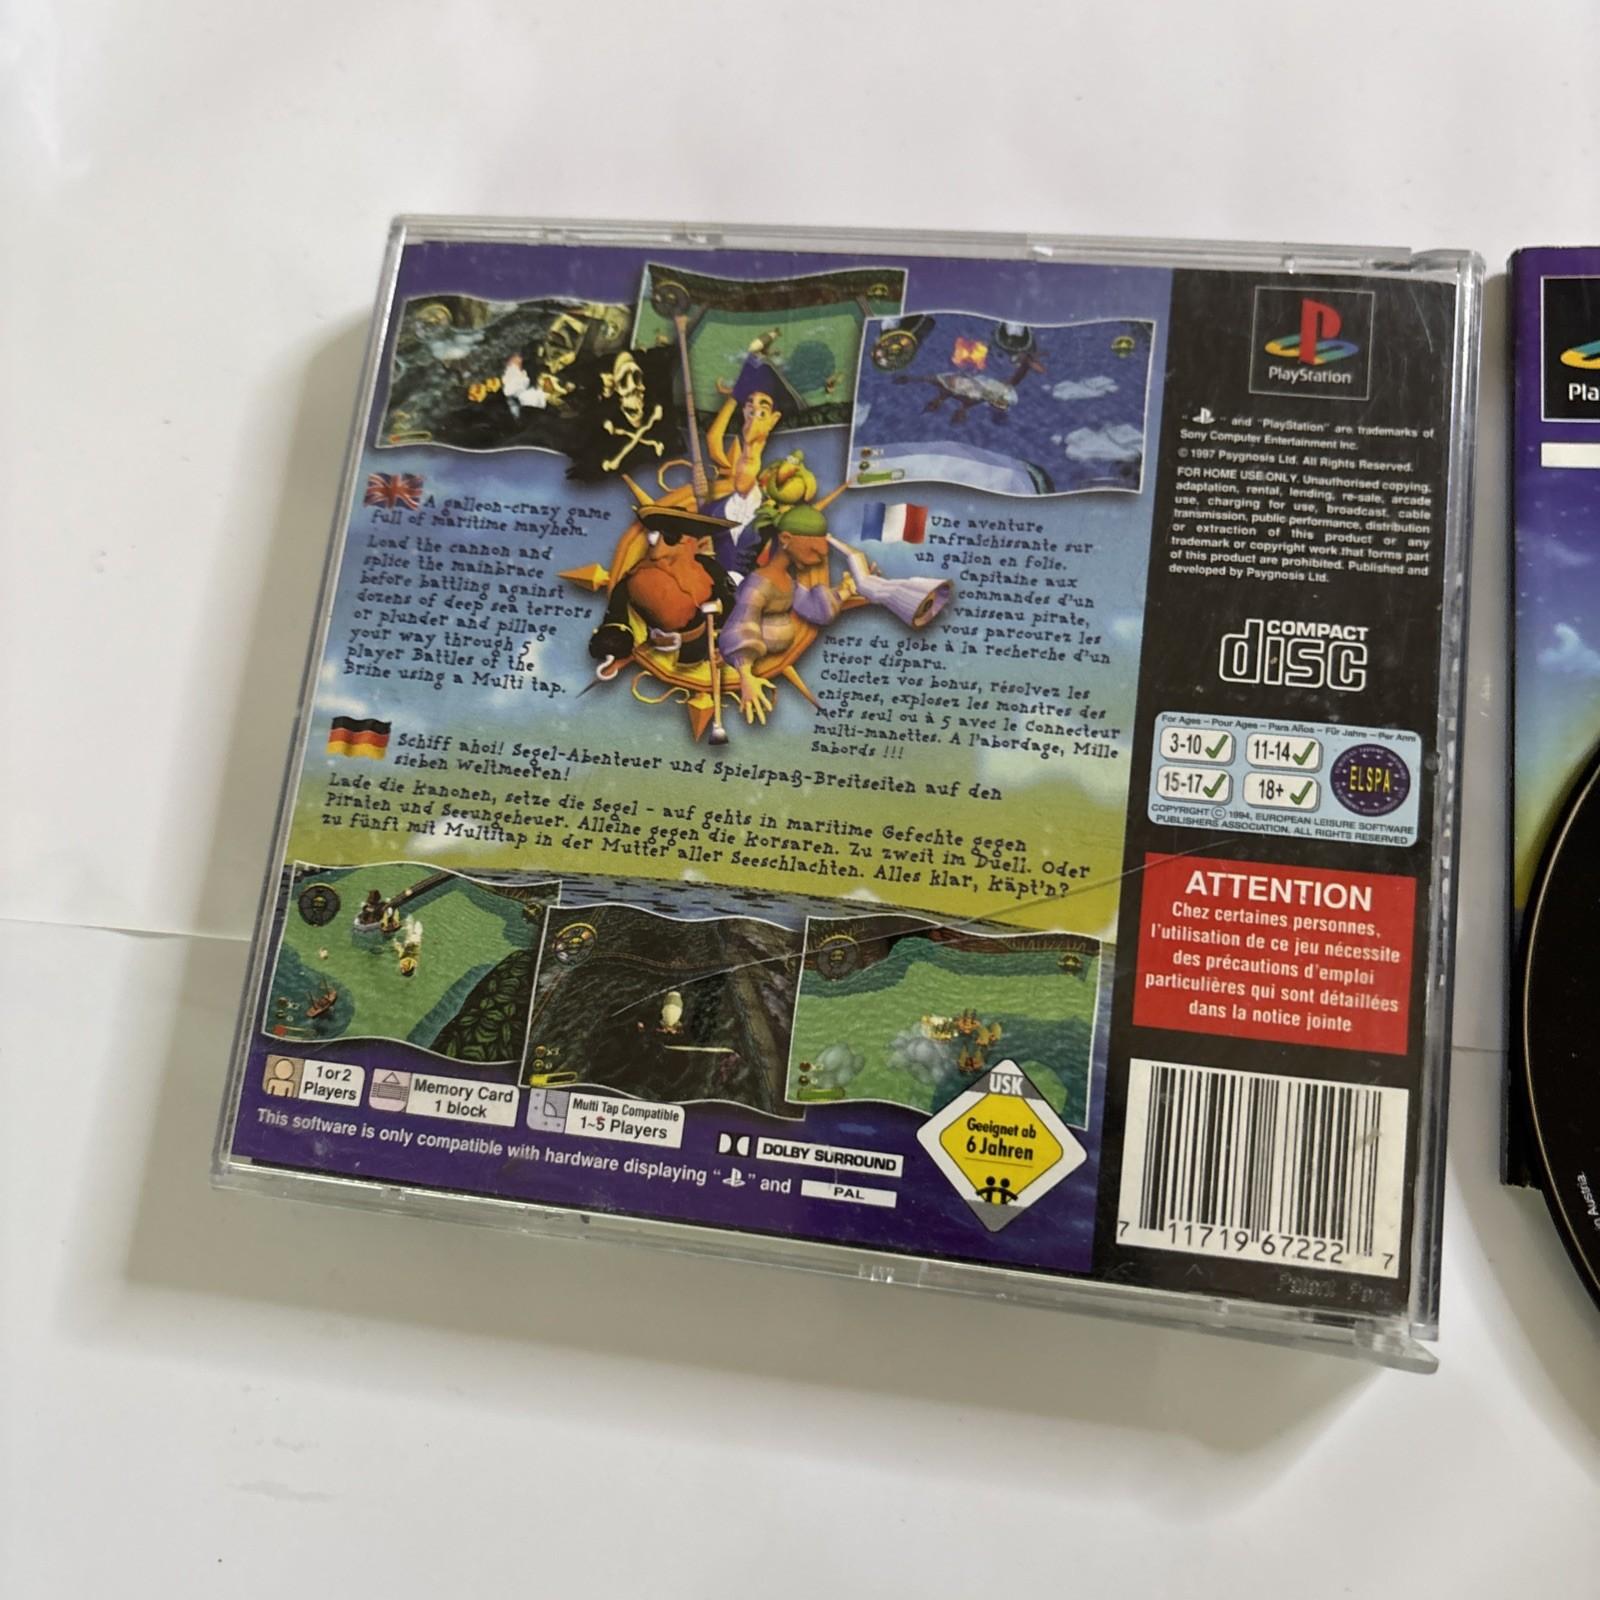 A galleon-crazy game
full of maritime mayhem.
Load the cannon and
splice the mainbrace
before battling against
dozens of deep sea terrors
or plunder and pillage
your way through 5
player Battles of the
Brine using a Multi tap.
Une aventure
rafraîchissante sur
un galion en folie.
Capitaine aux
commandes d'un
vaisseau pirate,
vous parcourez les
mers du globe à la recherche d'un
trésor disparu.
Collectez vos bonus, résolvez les
enigmes, explosez les monstres des
mers seul ou à 5 avec le Connecteur
multi-manettes. A l'abordage, Mille
Sabords !!!
Schiff ahoi! Segel-Abenteuer und Spielspaß-Breitseiten auf den
sieben Weltmeeren!
Lade die Kanonen, setze die Segel - auf gehts in maritime Gefechte gegen
Piraten und Seeungeheuer. Alleine gegen die Korsaren. Zu zweit im Duell. Oder
zu fünft mit Multitap in der Mutter aller Seeschlachten. Alles klar, Käpt'n?
1 or 2
Players
Memory Card
1 block
Multi Tap Compatible
1~5 Players
DOLBY SURROUND
This software is only compatible with hardware displaying " " and
PAL
USK
Geeignet ab
6 Jahren
PlayStation
" " and "PlayStation" are trademarks of
Sony Computer Entertainment Inc.
© 1997 Psygnosis Ltd. All Rights Reserved.
FOR HOME USE ONLY. Unauthorised copying,
adaptation, rental, lending, re-sale, arcade
use, charging for use, broadcast, cable
transmission, public performance, distribution
or extraction of this product or any
trademark or copyright work that forms part
of this product are prohibited. Published and
developed by Psygnosis Ltd.
COMPACT
disc
For Ages - Pour Ages - Para Años - Für Jahre - Per Anni
3-10
11-14
15-17
18+
ELSPA
COPYRIGHT © 1994, EUROPEAN LEISURE SOFTWARE
PUBLISHERS ASSOCIATION. ALL RIGHTS RESERVED
ATTENTION
Chez certaines personnes,
l'utilisation de ce jeu nécessite
des précautions d'emploi
particulières qui sont détaillées
dans la notice jointe
7 11719 67222 7
Patent
Pla
Austria